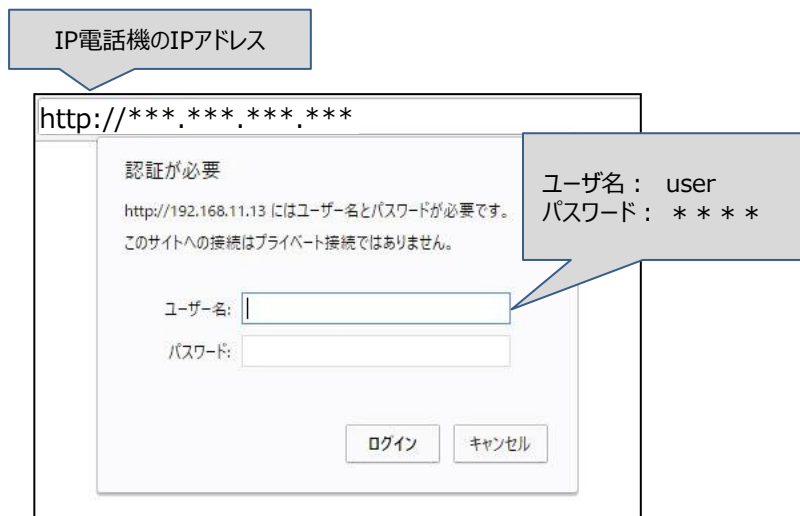 IP電話機のIPアドレス
http://***.***.***.***
認証が必要
http://192.168.11.13 にはユーザー名とパスワードが必要です。
このサイトへの接続はプライベート接続ではありません。
ユーザ名： user
パスワード： ＊＊＊＊
ユーザー名:
パスワード:
ログイン キャンセル